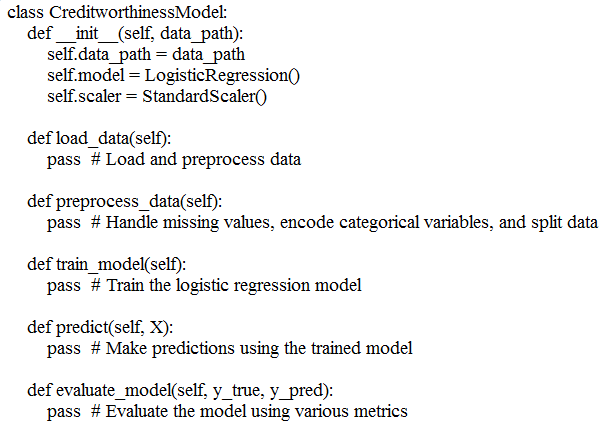 class CreditworthinessModel:
    def __init__(self, data_path):
        self.data_path = data_path
        self.model = LogisticRegression()
        self.scaler = StandardScaler()

    def load_data(self):
        pass  # Load and preprocess data

    def preprocess_data(self):
        pass  # Handle missing values, encode categorical variables, and split data

    def train_model(self):
        pass  # Train the logistic regression model

    def predict(self, X):
        pass  # Make predictions using the trained model

    def evaluate_model(self, y_true, y_pred):
        pass  # Evaluate the model using various metrics